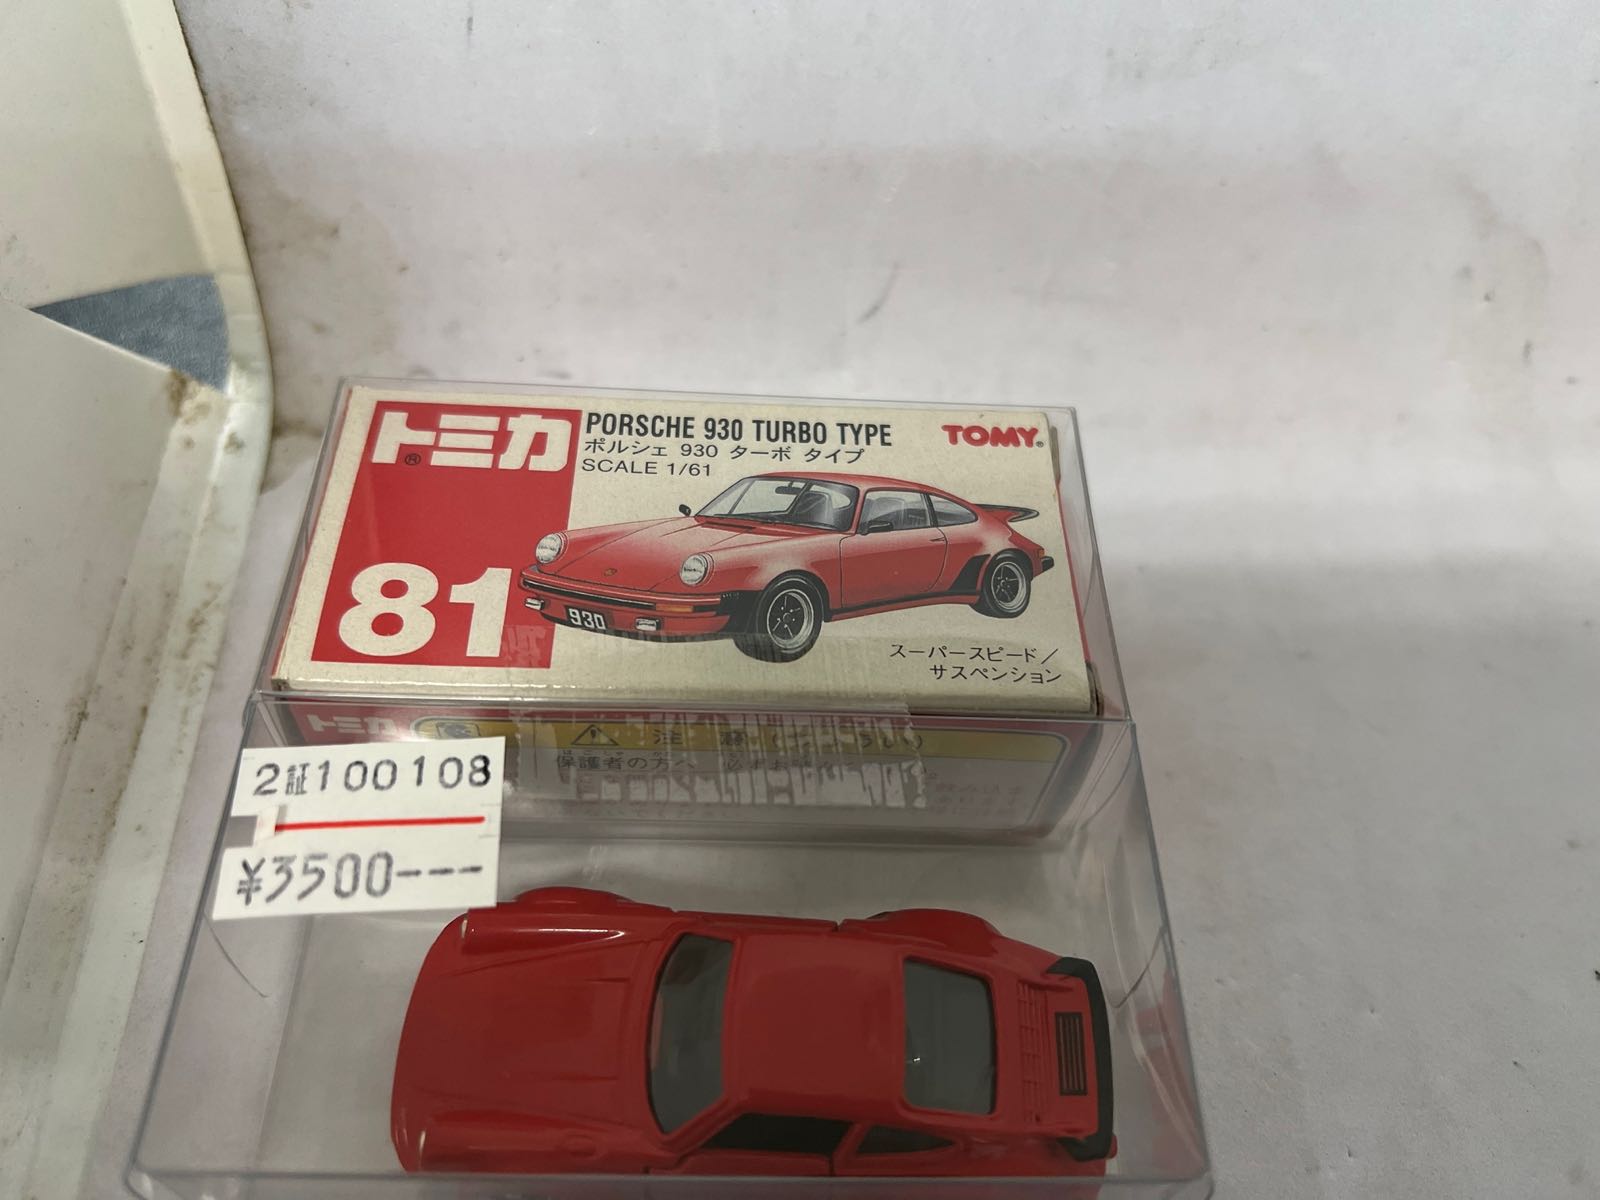 トミカ
PORSCHE 930 TURBO TYPE
TOMY
ポルシェ 930 ターボ タイプ
SCALE 1/61
81
930
スーパースピード/
サスペンション
トミカ
注 意
保護者の方へ
2証100108
¥3500---